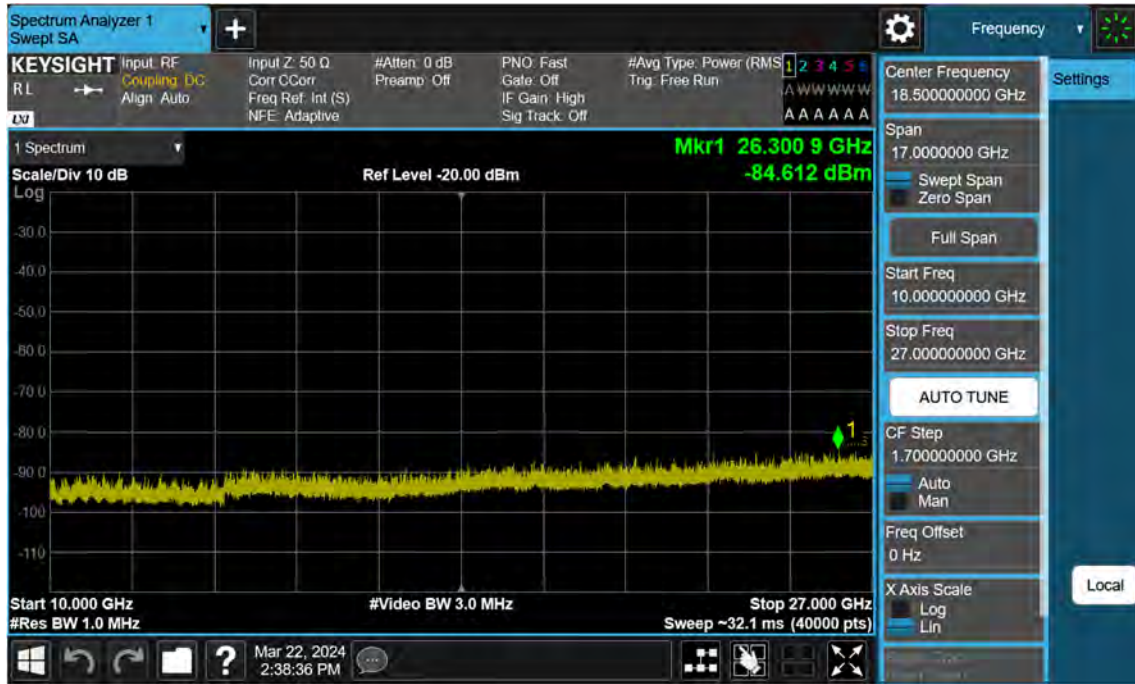 Spectrum Analyzer 1
Swept SA
Frequency
KEYSIGHT
R L
LXI
Input: RF
Coupling: DC
Align: Auto
Input Z: 50 Ω
Corr CCorr
Freq Ref: Int (S)
NFE: Adaptive
#Atten: 0 dB
Preamp: Off
PNO: Fast
Gate: Off
IF Gain: High
Sig Track: Off
#Avg Type: Power (RMS
Trig: Free Run
1 2 3 4 5 6
A W W W W W
A A A A A A
1 Spectrum
Scale/Div 10 dB
Ref Level -20.00 dBm
Mkr1 26.300 9 GHz
-84.612 dBm
Log
-30.0
-40.0
-50.0
-60.0
-70.0
-80.0
-90.0
-100
-110
1
Start 10.000 GHz
#Res BW 1.0 MHz
#Video BW 3.0 MHz
Stop 27.000 GHz
Sweep ~32.1 ms (40000 pts)
Mar 22, 2024
2:38:36 PM
Center Frequency
18.500000000 GHz
Span
17.0000000 GHz
Swept Span
Zero Span
Full Span
Start Freq
10.000000000 GHz
Stop Freq
27.000000000 GHz
AUTO TUNE
CF Step
1.700000000 GHz
Auto
Man
Freq Offset
0 Hz
X Axis Scale
Log
Lin
Settings
Local